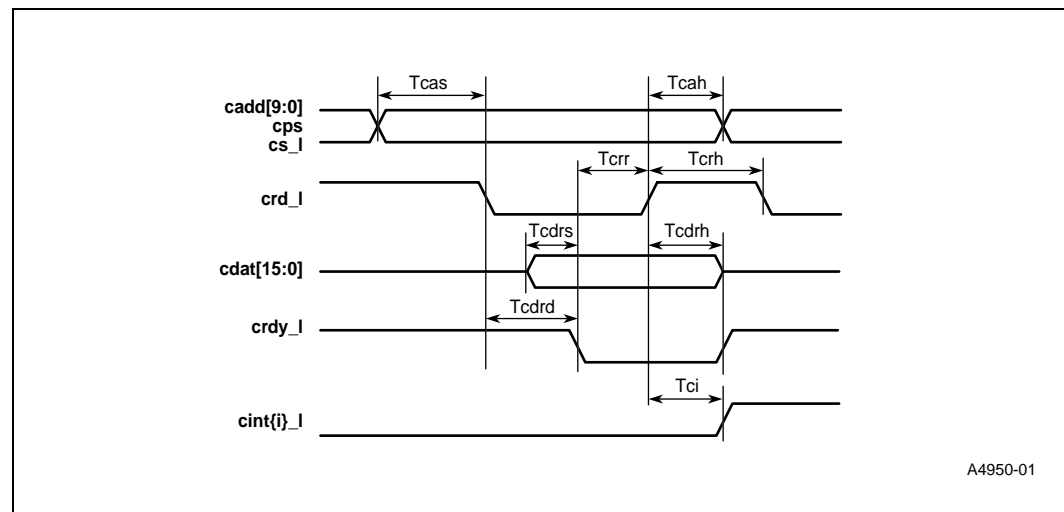 Tcas
Tcah
cadd[9:0]
cps
cs_l
Tcrr
Tcrh
crd_l
Tcdrs
Tcdrh
cdat[15:0]
Tcdrd
crdy_l
Tci
cint{i}_l
A4950-01